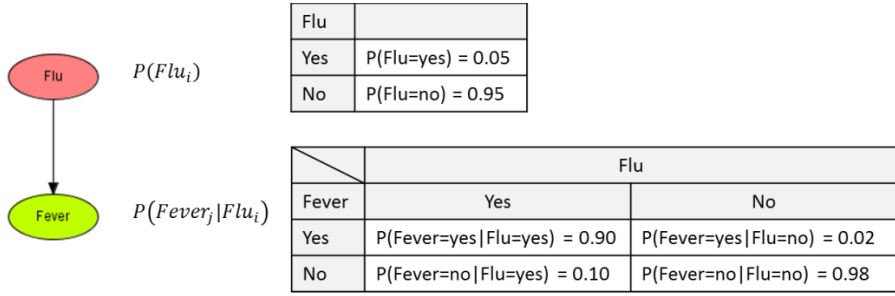 Flu
P(Flu_i)
Flu
Yes P(Flu=yes) = 0.05
No P(Flu=no) = 0.95
Fever
P(Fever_j|Flu_i)
Flu
Fever Yes No
Yes P(Fever=yes|Flu=yes) = 0.90 P(Fever=yes|Flu=no) = 0.02
No P(Fever=no|Flu=yes) = 0.10 P(Fever=no|Flu=no) = 0.98